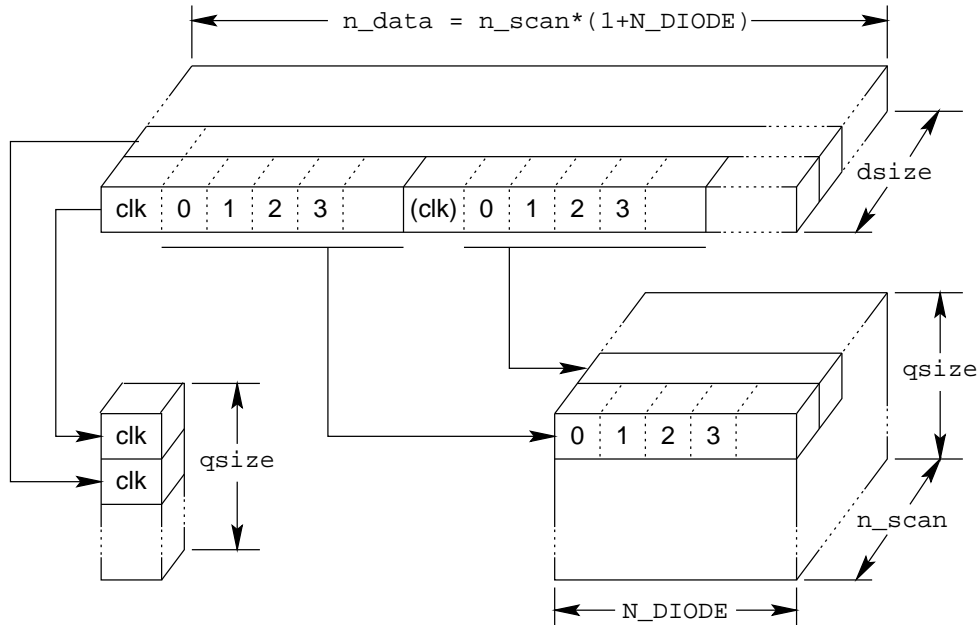 n_data = n_scan*(1+N_DIODE)
dsize
clk 0 1 2 3 (clk) 0 1 2 3
qsize
clk
0 1 2 3
qsize
clk
n_scan
N_DIODE